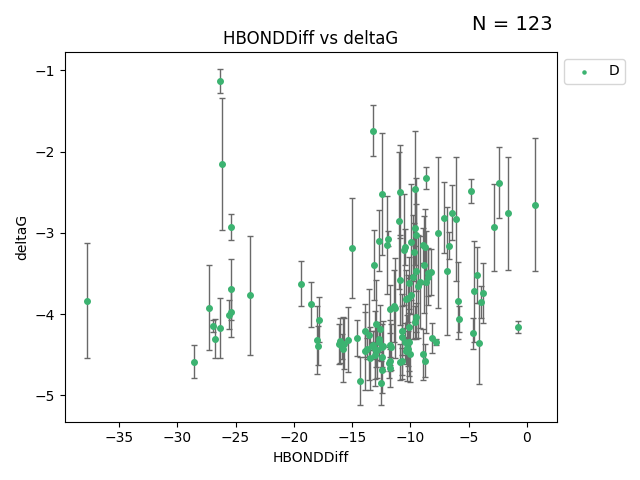 N = 123
HBONDDiff vs deltaG
D
−1
−2
−3
−4
−5
deltaG
−35
−30
−25
−20
−15
−10
−5
0
HBONDDiff